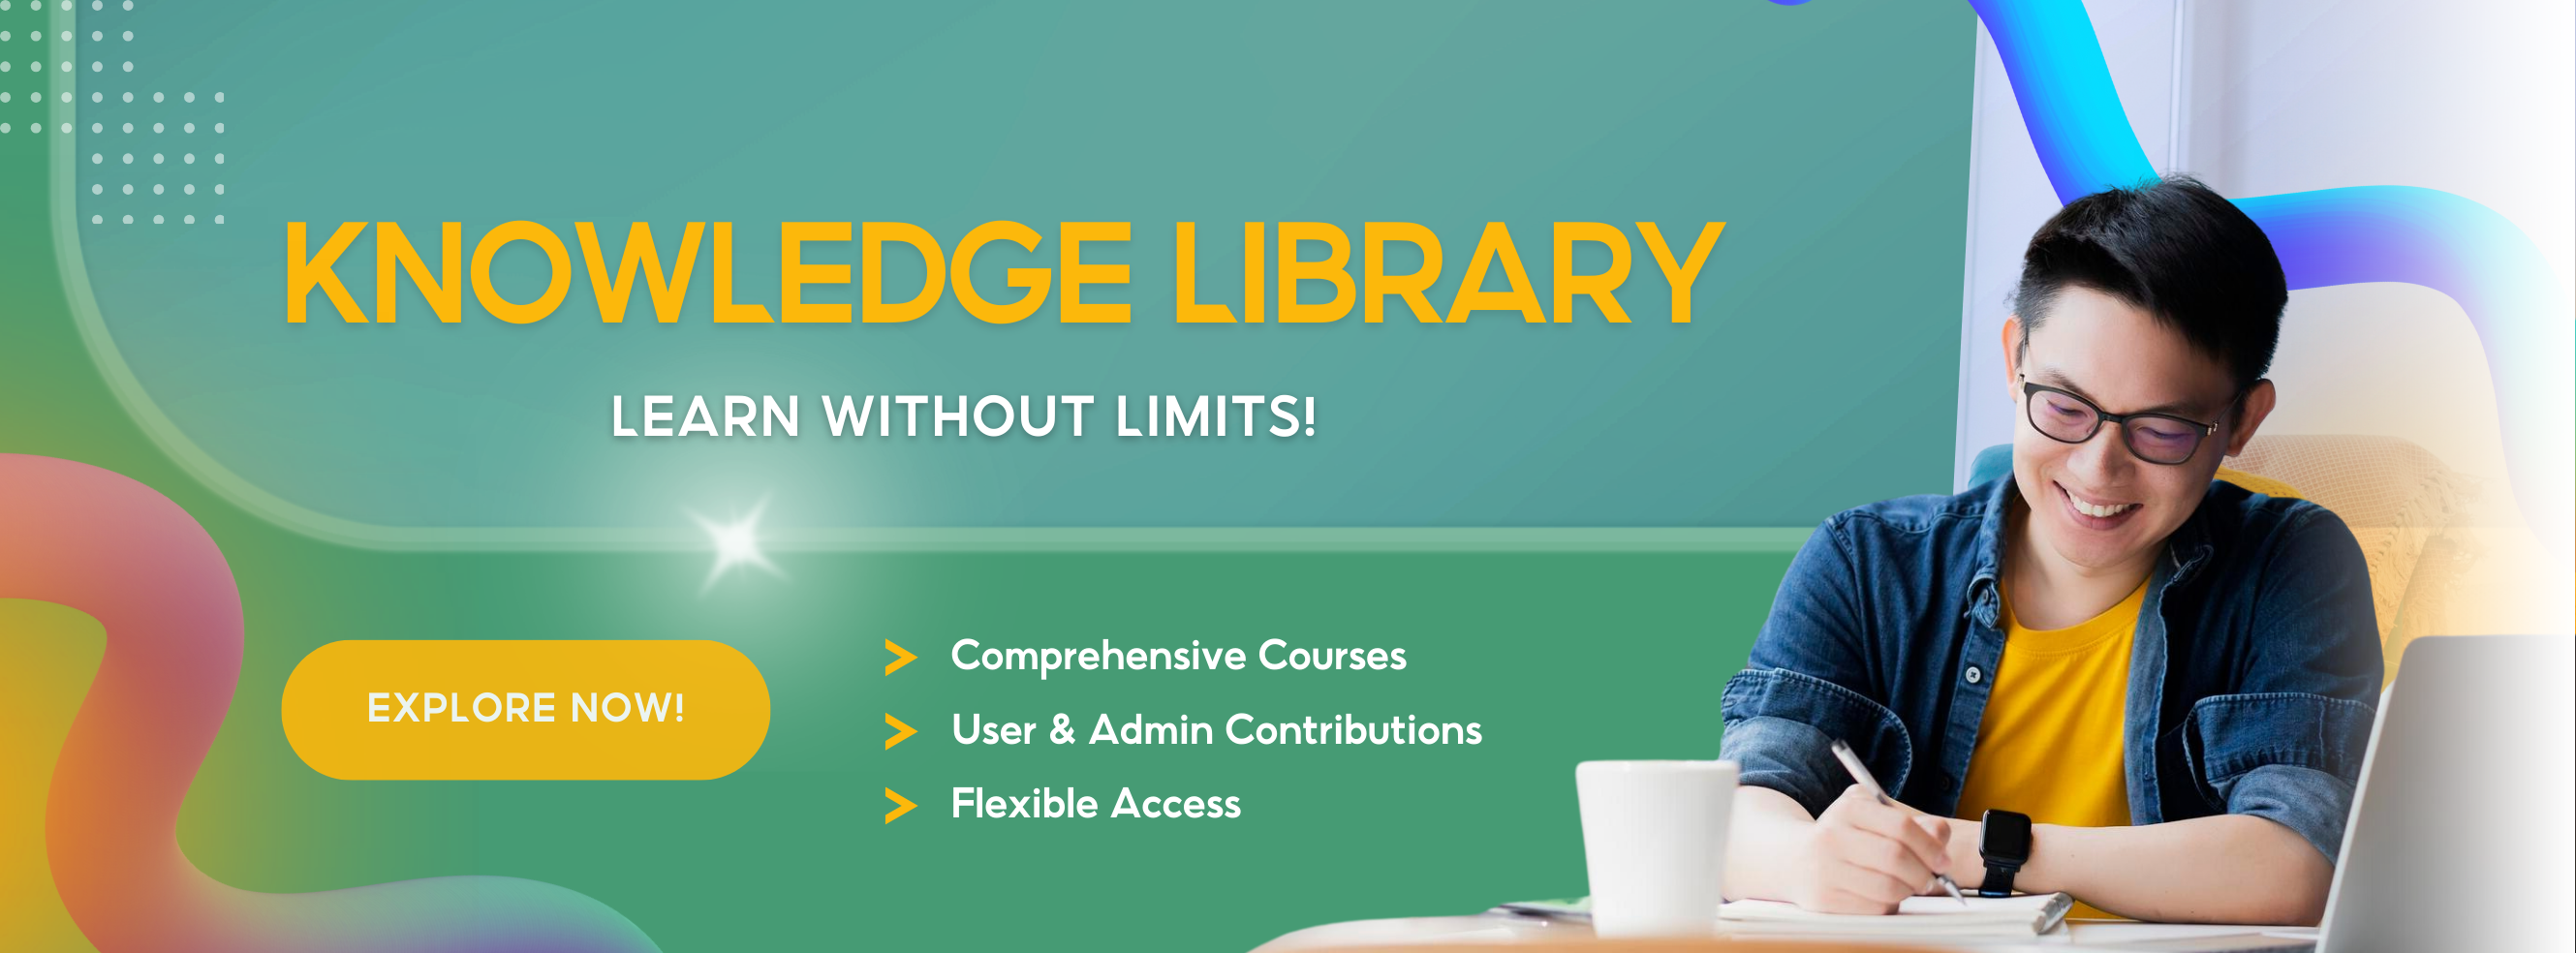 KNOWLEDGE LIBRARY
LEARN WITHOUT LIMITS!
EXPLORE NOW!
Comprehensive Courses
User & Admin Contributions
Flexible Access